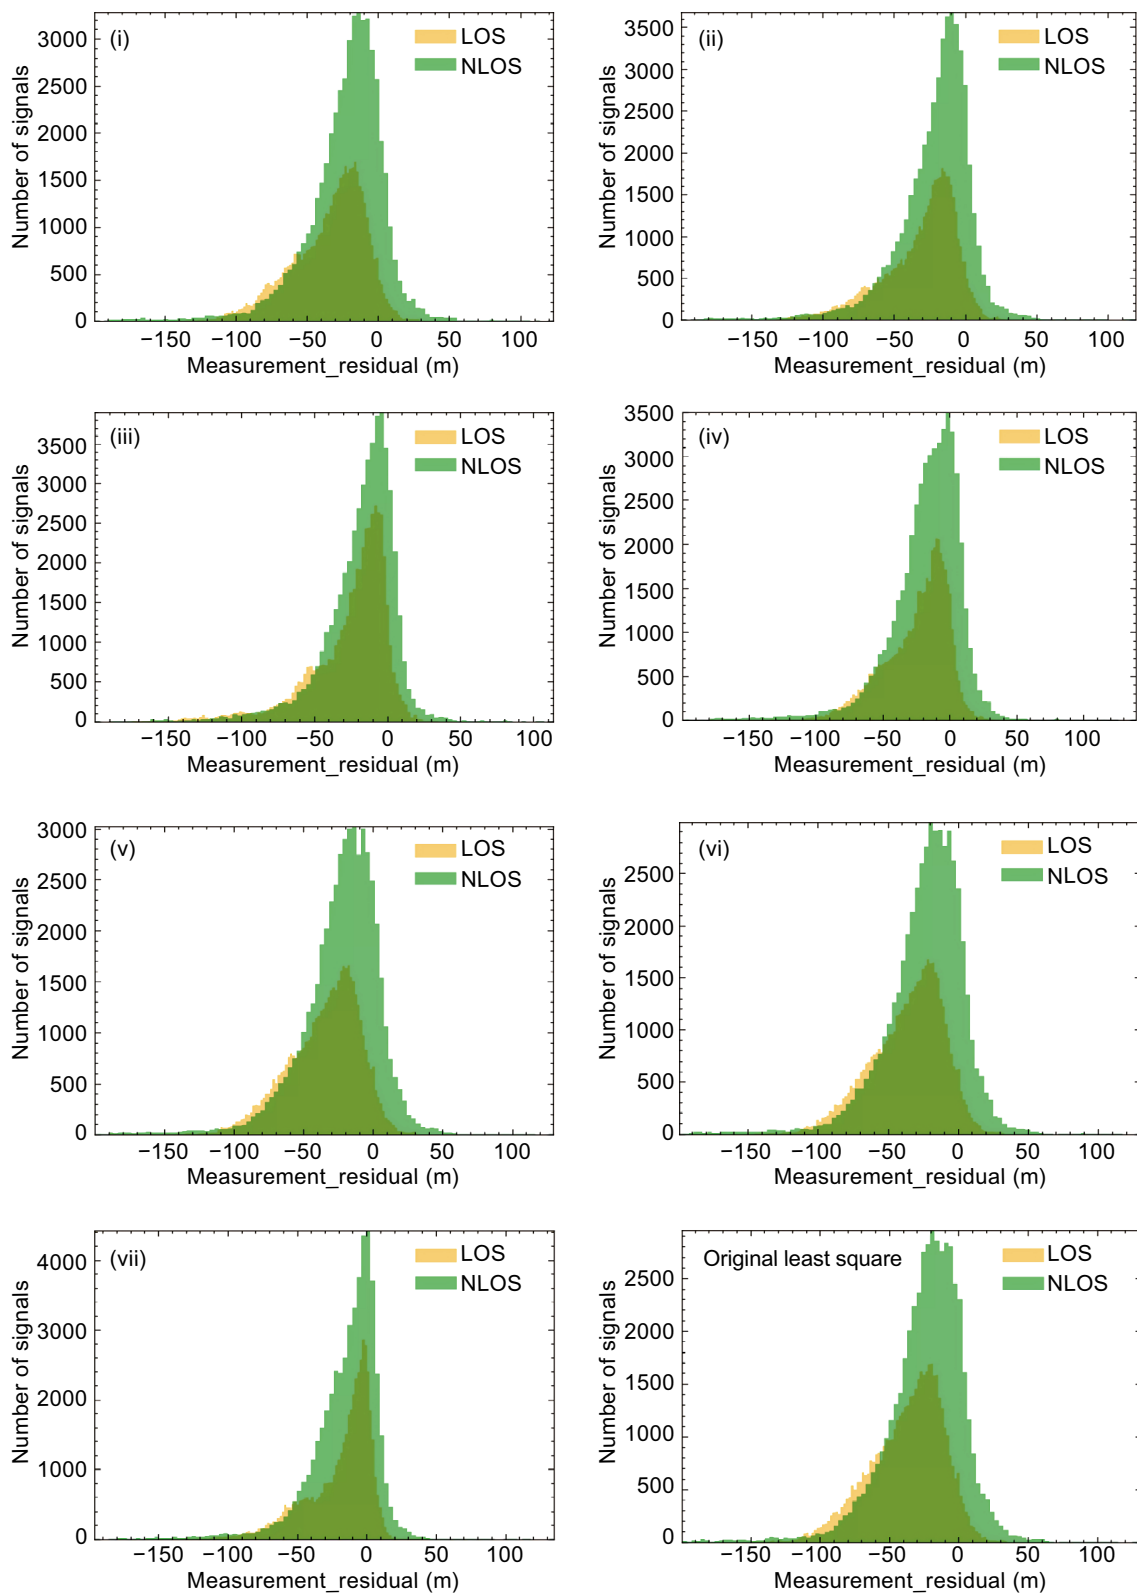 (i)
LOS
NLOS
Number of signals
3000
2500
2000
1500
1000
500
0
−150 −100 −50 0 50 100
Measurement_residual (m)
(ii)
LOS
NLOS
Number of signals
3500
3000
2500
2000
1500
1000
500
0
−150 −100 −50 0 50 100
Measurement_residual (m)
(iii)
LOS
NLOS
Number of signals
3500
3000
2500
2000
1500
1000
500
0
−150 −100 −50 0 50 100
Measurement_residual (m)
(iv)
LOS
NLOS
Number of signals
3500
3000
2500
2000
1500
1000
500
0
−150 −100 −50 0 50 100
Measurement_residual (m)
(v)
LOS
NLOS
Number of signals
3000
2500
2000
1500
1000
500
0
−150 −100 −50 0 50 100
Measurement_residual (m)
(vi)
LOS
NLOS
Number of signals
2500
2000
1500
1000
500
0
−150 −100 −50 0 50 100
Measurement_residual (m)
(vii)
LOS
NLOS
Number of signals
4000
3000
2000
1000
0
−150 −100 −50 0 50 100
Measurement_residual (m)
Original least square
LOS
NLOS
Number of signals
2500
2000
1500
1000
500
0
−150 −100 −50 0 50 100
Measurement_residual (m)